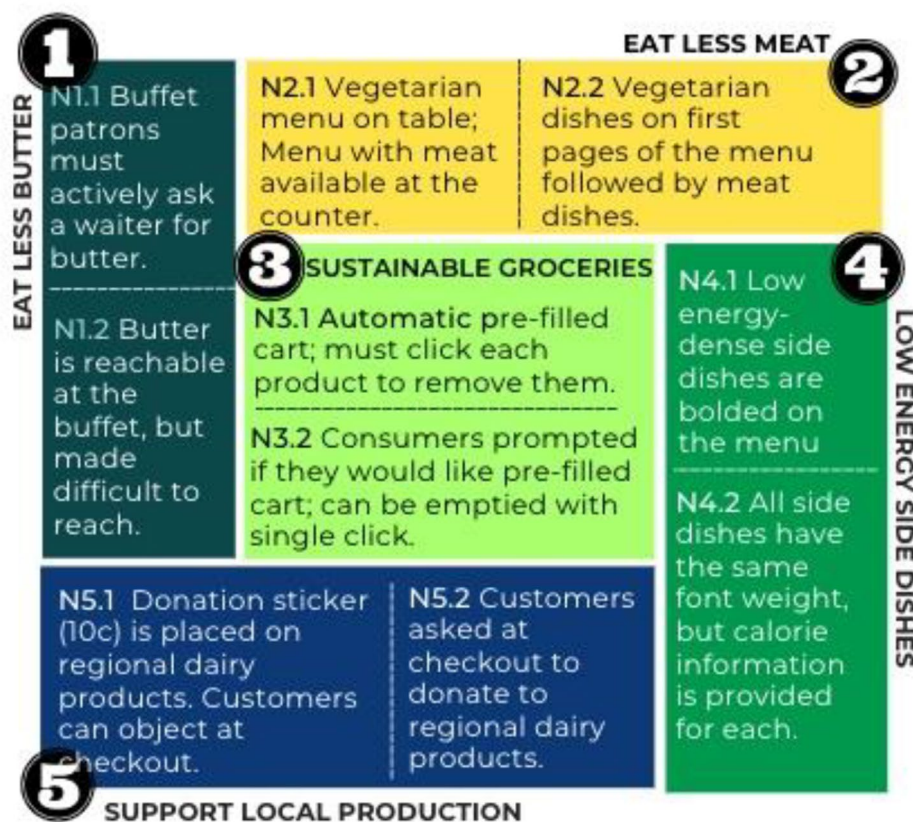 1
EAT LESS BUTTER
N1.1 Buffet
patrons
must
actively ask
a waiter for
butter.
N1.2 Butter
is reachable
at the
buffet, but
made
difficult to
reach.
EAT LESS MEAT
2
N2.1 Vegetarian
menu on table;
Menu with meat
available at the
counter.
N2.2 Vegetarian
dishes on first
pages of the menu
followed by meat
dishes.
3
SUSTAINABLE GROCERIES
N3.1 Automatic pre-filled
cart; must click each
product to remove them.
N3.2 Consumers prompted
if they would like pre-filled
cart; can be emptied with
single click.
4
LOW ENERGY SIDE DISHES
N4.1 Low
energy-
dense side
dishes are
bolded on
the menu
N4.2 All side
dishes have
the same
font weight,
but calorie
information
is provided
for each.
N5.1 Donation sticker
(10c) is placed on
regional dairy
products. Customers
can object at
checkout.
N5.2 Customers
asked at
checkout to
donate to
regional dairy
products.
5
SUPPORT LOCAL PRODUCTION